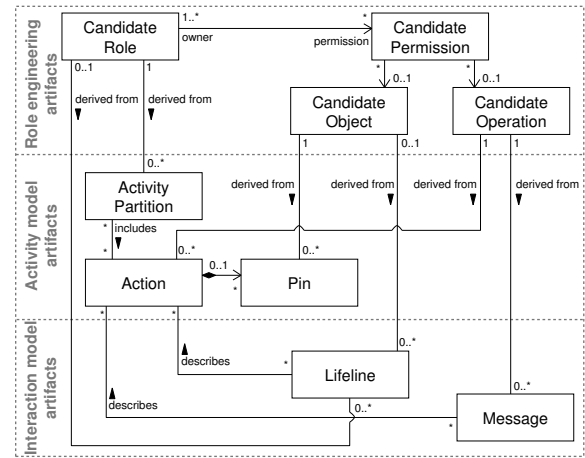 Role engineering
artifacts
Candidate
Role
1..*
owner
*
permission
Candidate
Permission
0..1
1
*
0..1
*
0..1
derived from
derived from
Candidate
Object
Candidate
Operation
Activity model
artifacts
1
0..1
1
1
0..*
derived from
derived from
derived from
derived from
Activity
Partition
*
includes
*
0..*
0..*
Action
0..1
*
Pin
Interaction model
artifacts
*
*
0..*
describes
*
Lifeline
describes
0..*
0..*
*
Message